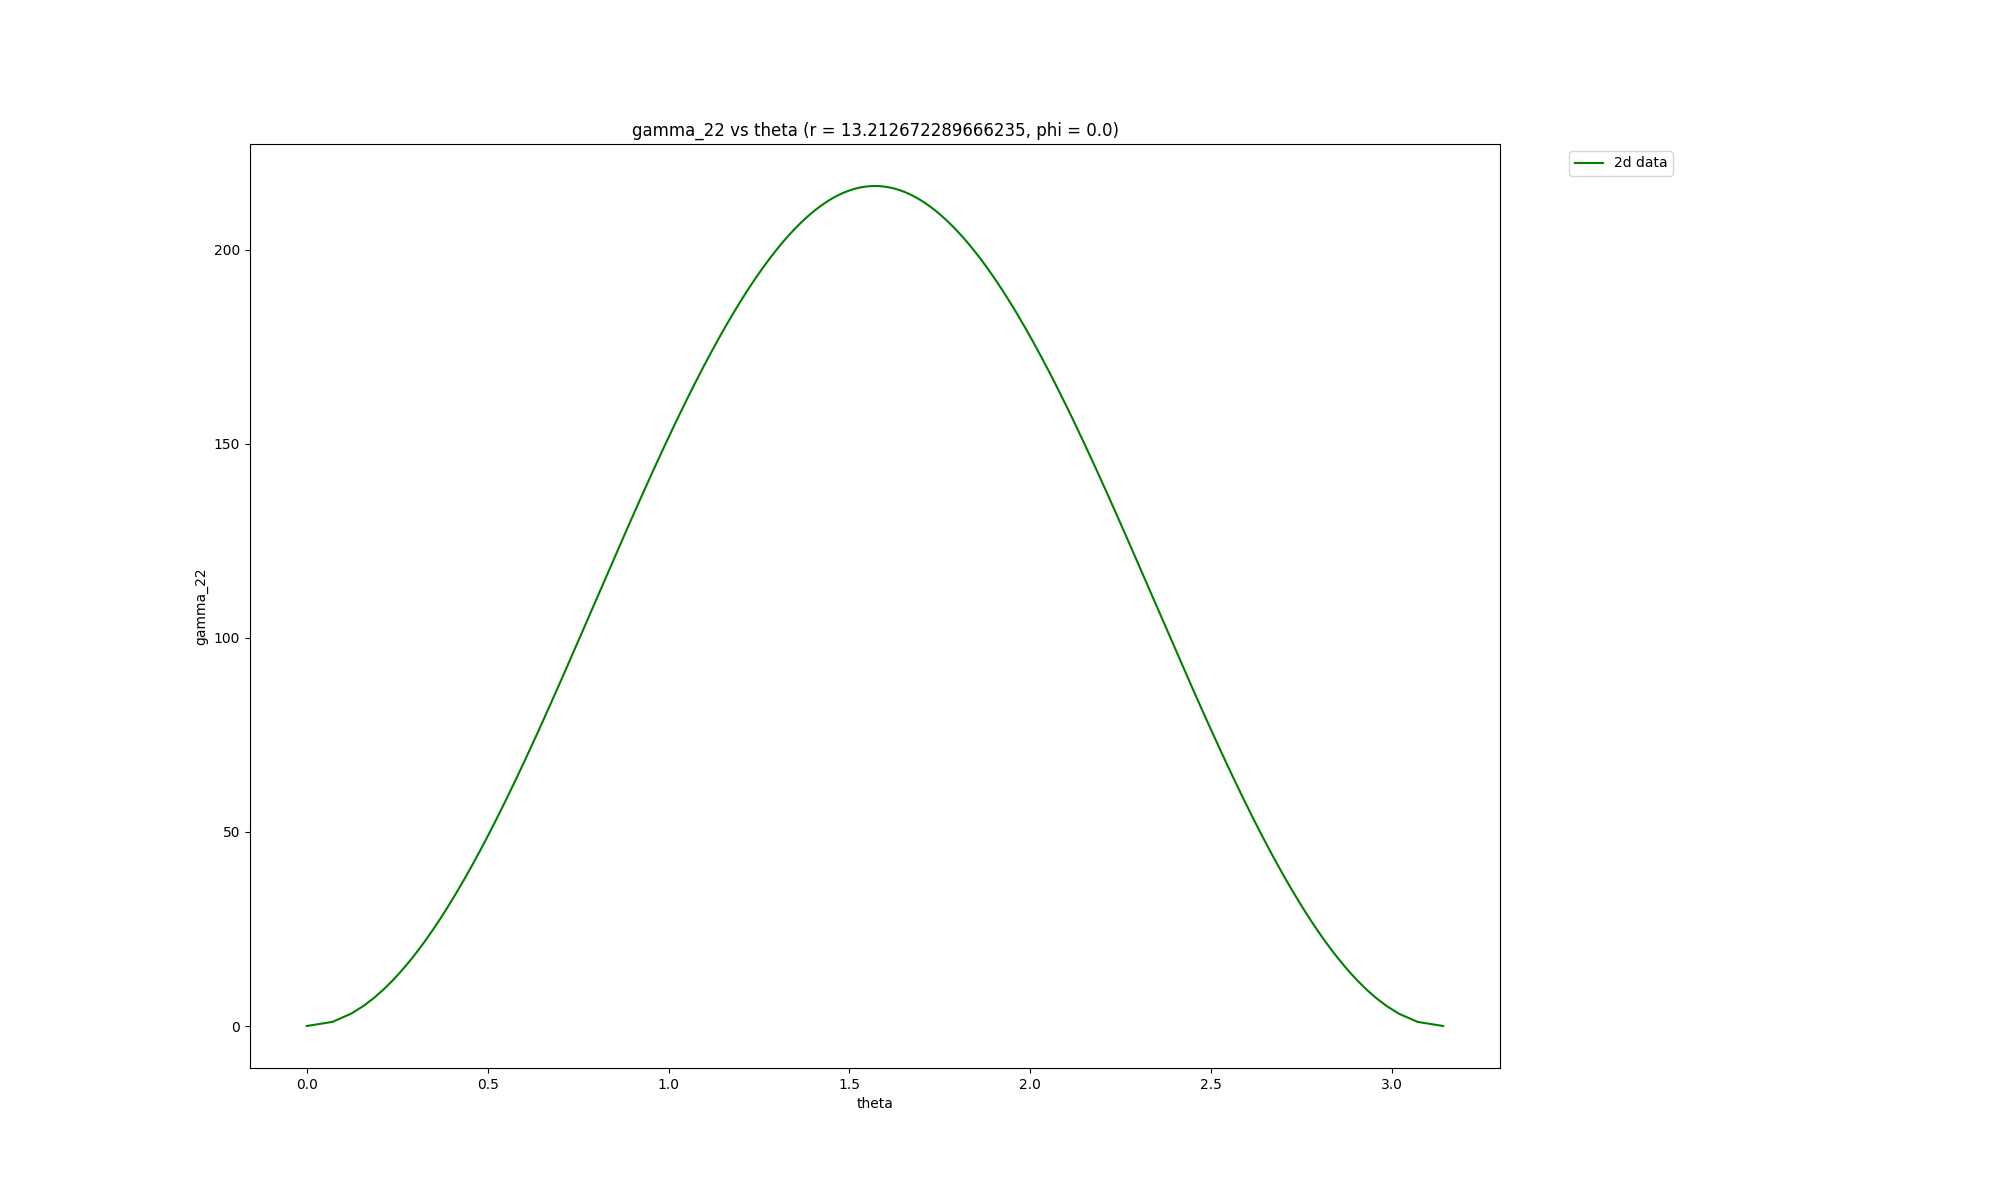 gamma_22 vs theta (r = 13.212672289666235, phi = 0.0)
2d data
200
150
100
50
0
gamma_22
0.0 0.5 1.0 1.5 2.0 2.5 3.0
theta